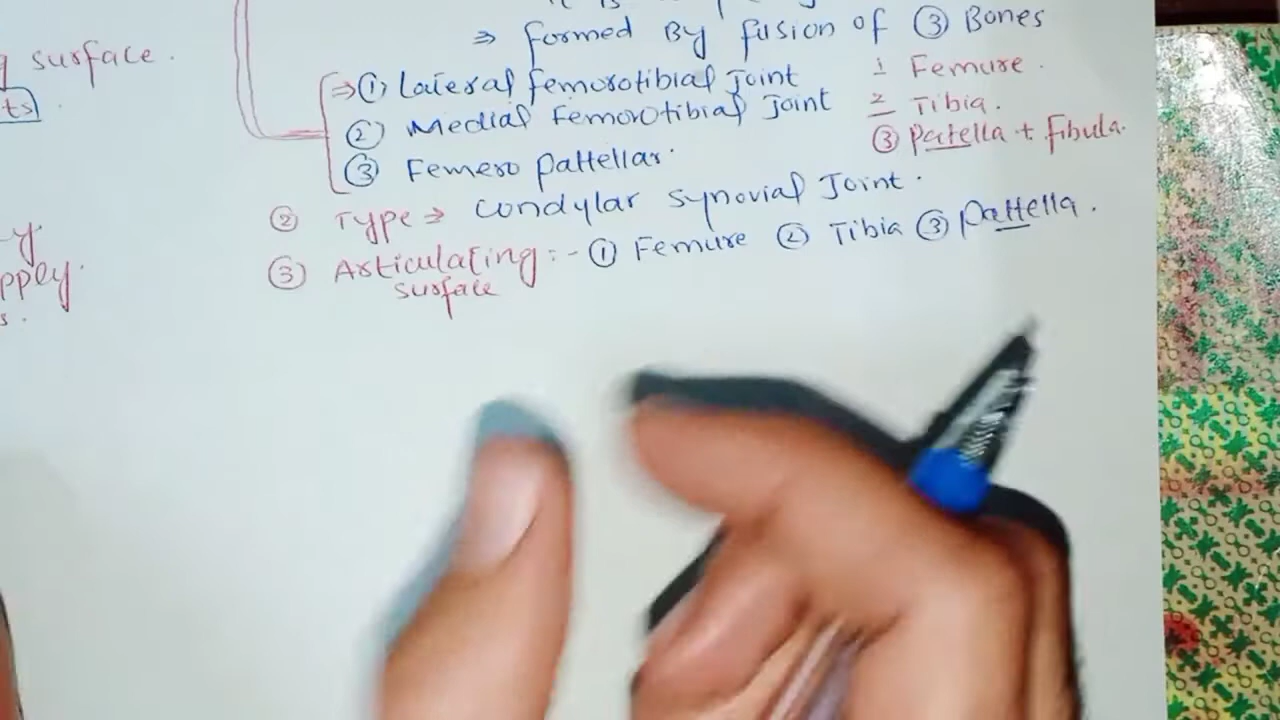 ⇒ formed By fusion of ③ Bones
surface.
ts
⇒ ① Lateral femorotibial Joint
1 Femure.
② Medial Femorotibial Joint
2 Tibia.
③ Femero pattellar.
③ Patella + Fibula.
② Type ⇒ condylar synovial Joint.
③ Articulating :- ① Femure ② Tibia ③ Pattella.
surface
pply.
s.